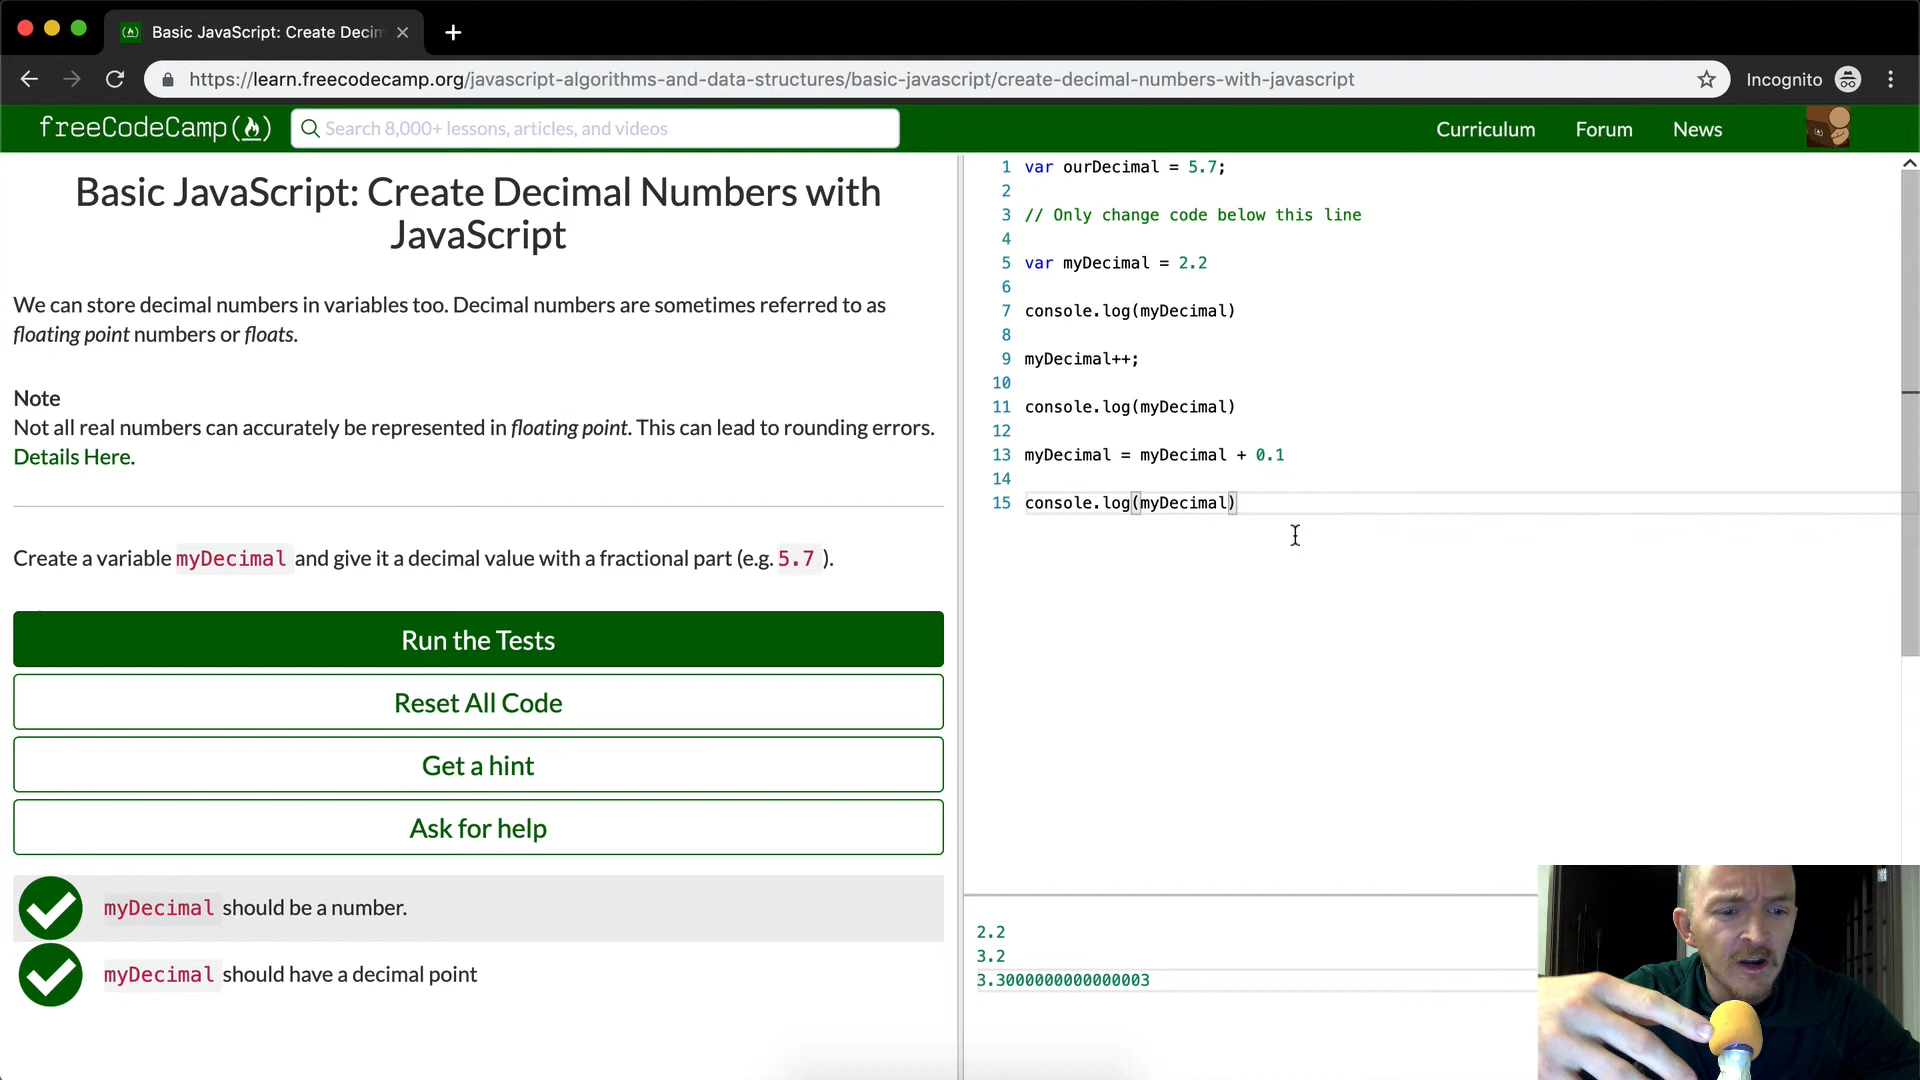 Basic JavaScript: Create Decim
https://learn.freecodecamp.org/javascript-algorithms-and-data-structures/basic-javascript/create-decimal-numbers-with-javascript
Incognito
freeCodeCamp
Search 8,000+ lessons, articles, and videos
Curriculum
Forum
News
Basic JavaScript: Create Decimal Numbers with
JavaScript
We can store decimal numbers in variables too. Decimal numbers are sometimes referred to as
floating point numbers or floats.
Note
Not all real numbers can accurately be represented in floating point. This can lead to rounding errors.
Details Here.
Create a variable myDecimal and give it a decimal value with a fractional part (e.g. 5.7 ).
Run the Tests
Reset All Code
Get a hint
Ask for help
myDecimal should be a number.
myDecimal should have a decimal point
1 var ourDecimal = 5.7;
2
3 // Only change code below this line
4
5 var myDecimal = 2.2
6
7 console.log(myDecimal)
8
9 myDecimal++;
10
11 console.log(myDecimal)
12
13 myDecimal = myDecimal + 0.1
14
15 console.log(myDecimal)
2.2
3.2
3.3000000000000003